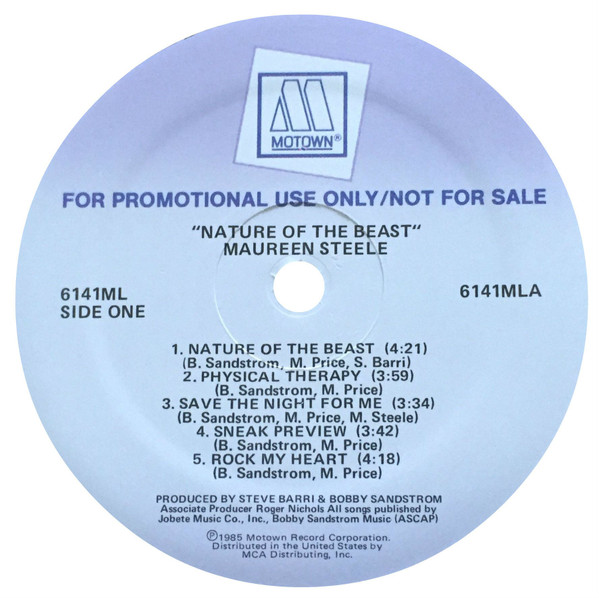 MOTOWN®
FOR PROMOTIONAL USE ONLY/NOT FOR SALE
"NATURE OF THE BEAST"
MAUREEN STEELE
6141ML
SIDE ONE
6141MLA
1. NATURE OF THE BEAST (4:21)
(B. Sandstrom, M. Price, S. Barri)
2. PHYSICAL THERAPY (3:59)
(B. Sandstrom, M. Price)
3. SAVE THE NIGHT FOR ME (3:34)
(B. Sandstrom, M. Price, M. Steele)
4. SNEAK PREVIEW (3:42)
(B. Sandstrom, M. Price)
5. ROCK MY HEART (4:18)
(B. Sandstrom, M. Price)
PRODUCED BY STEVE BARRI & BOBBY SANDSTROM
Associate Producer Roger Nichols All songs published by
Jobete Music Co., Inc., Bobby Sandstrom Music (ASCAP)
℗1985 Motown Record Corporation.
Distributed in the United States by
MCA Distributing, Inc.